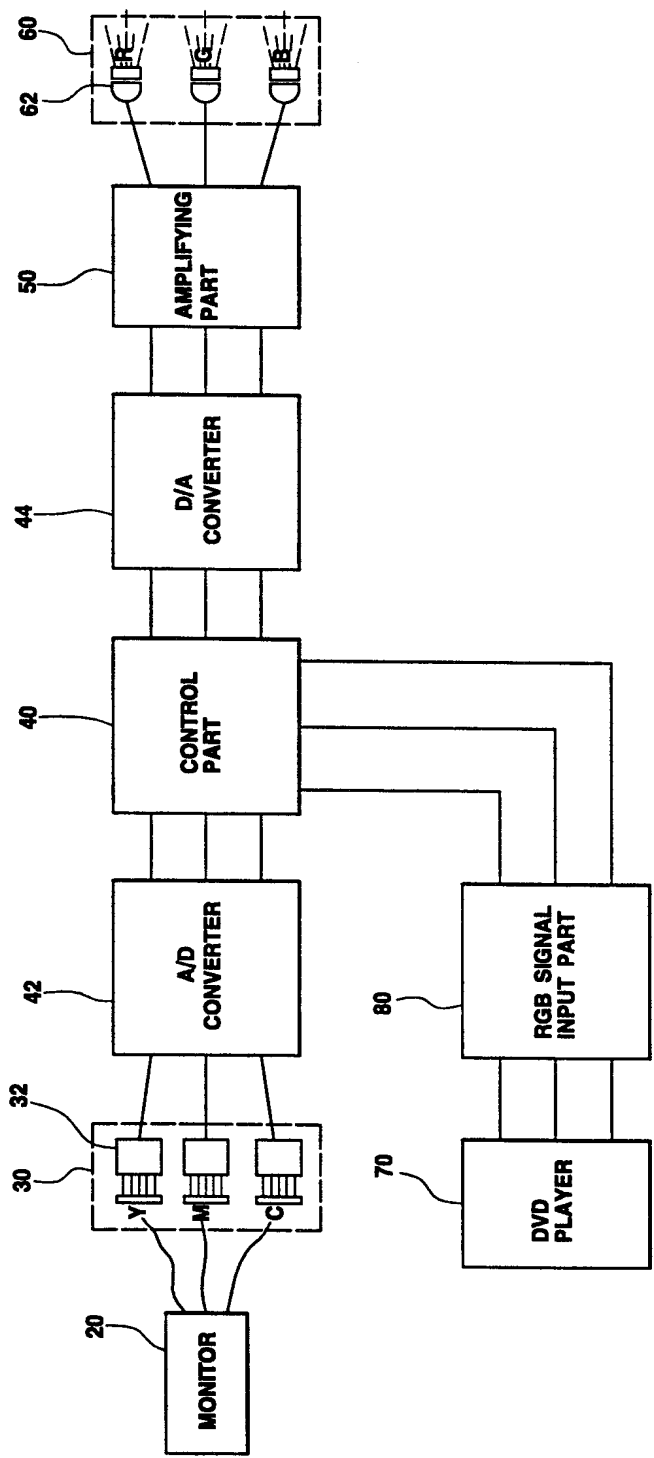 20
MONITOR
30
32
Y
M
C
42
A/D
CONVERTER
40
CONTROL
PART
44
D/A
CONVERTER
50
AMPLIFYING
PART
60
62
R
G
B
70
DVD
PLAYER
80
RGB SIGNAL
INPUT PART